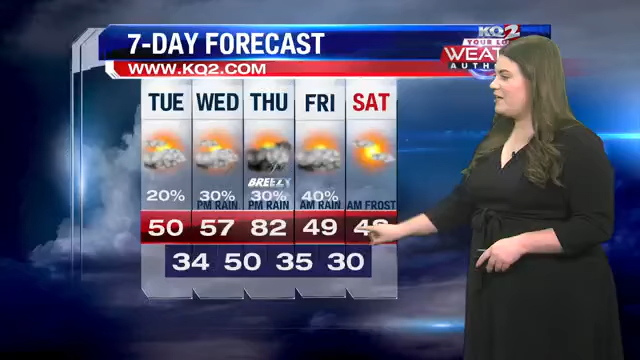 7-DAY FORECAST
WWW.KQ2.COM
KQ2
YOUR
WEAT
AUTH
TUE WED THU FRI SAT
BREEZY
20% 30% 30% 40%
PM RAIN PM RAIN AM RAIN AM FROST
50 57 82 49
34 50 35 30